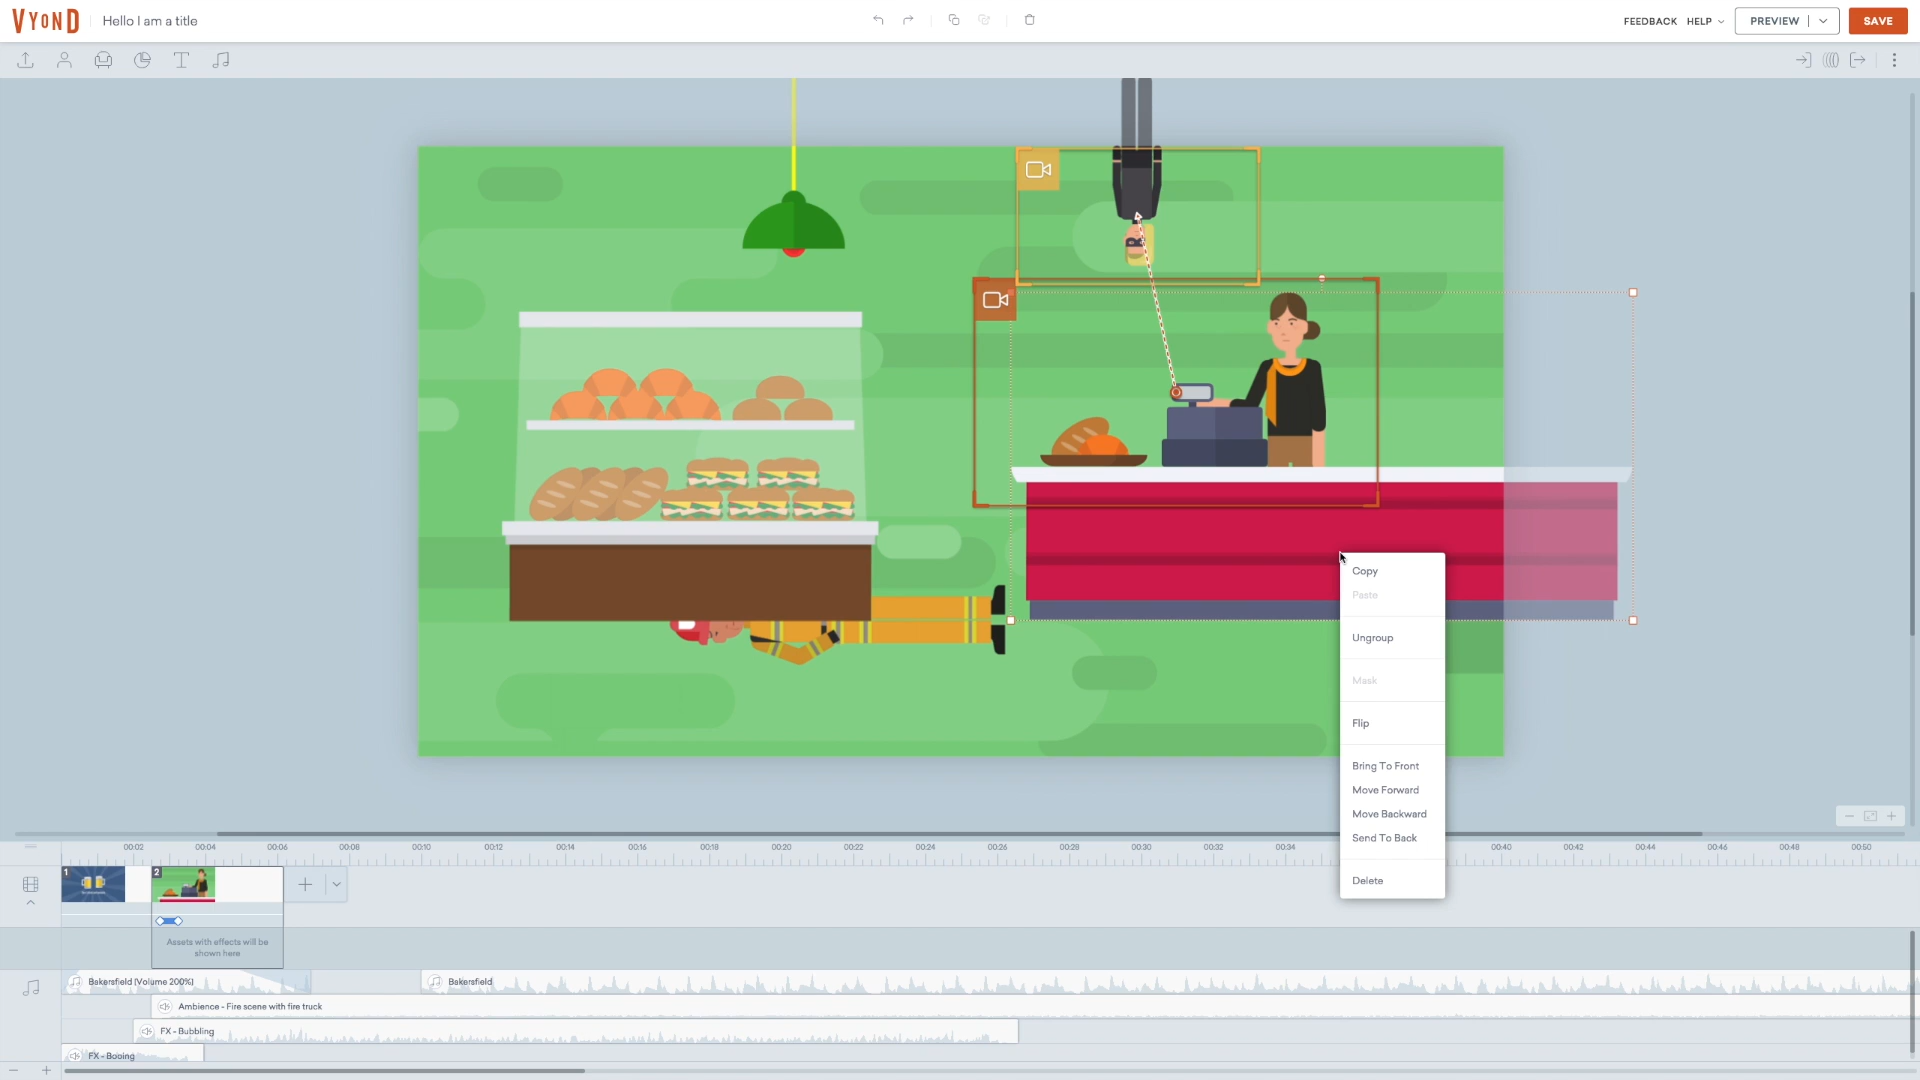 VYOND
Hello I am a title
FEEDBACK
HELP
PREVIEW
SAVE
Copy
Paste
Ungroup
Mask
Flip
Bring To Front
Move Forward
Move Backward
Send To Back
Delete
00:02 00:04 00:06 00:08 00:10 00:12 00:14 00:16 00:18 00:20 00:22 00:24 00:26 00:28 00:30 00:32 00:34 00:40 00:42 00:44 00:46 00:48 00:50
1
2
Assets with effects will be
shown here
Bakersfield (Volume 200%)
Bakersfield
Ambience - Fire scene with fire truck
FX - Bubbling
FX - Booing